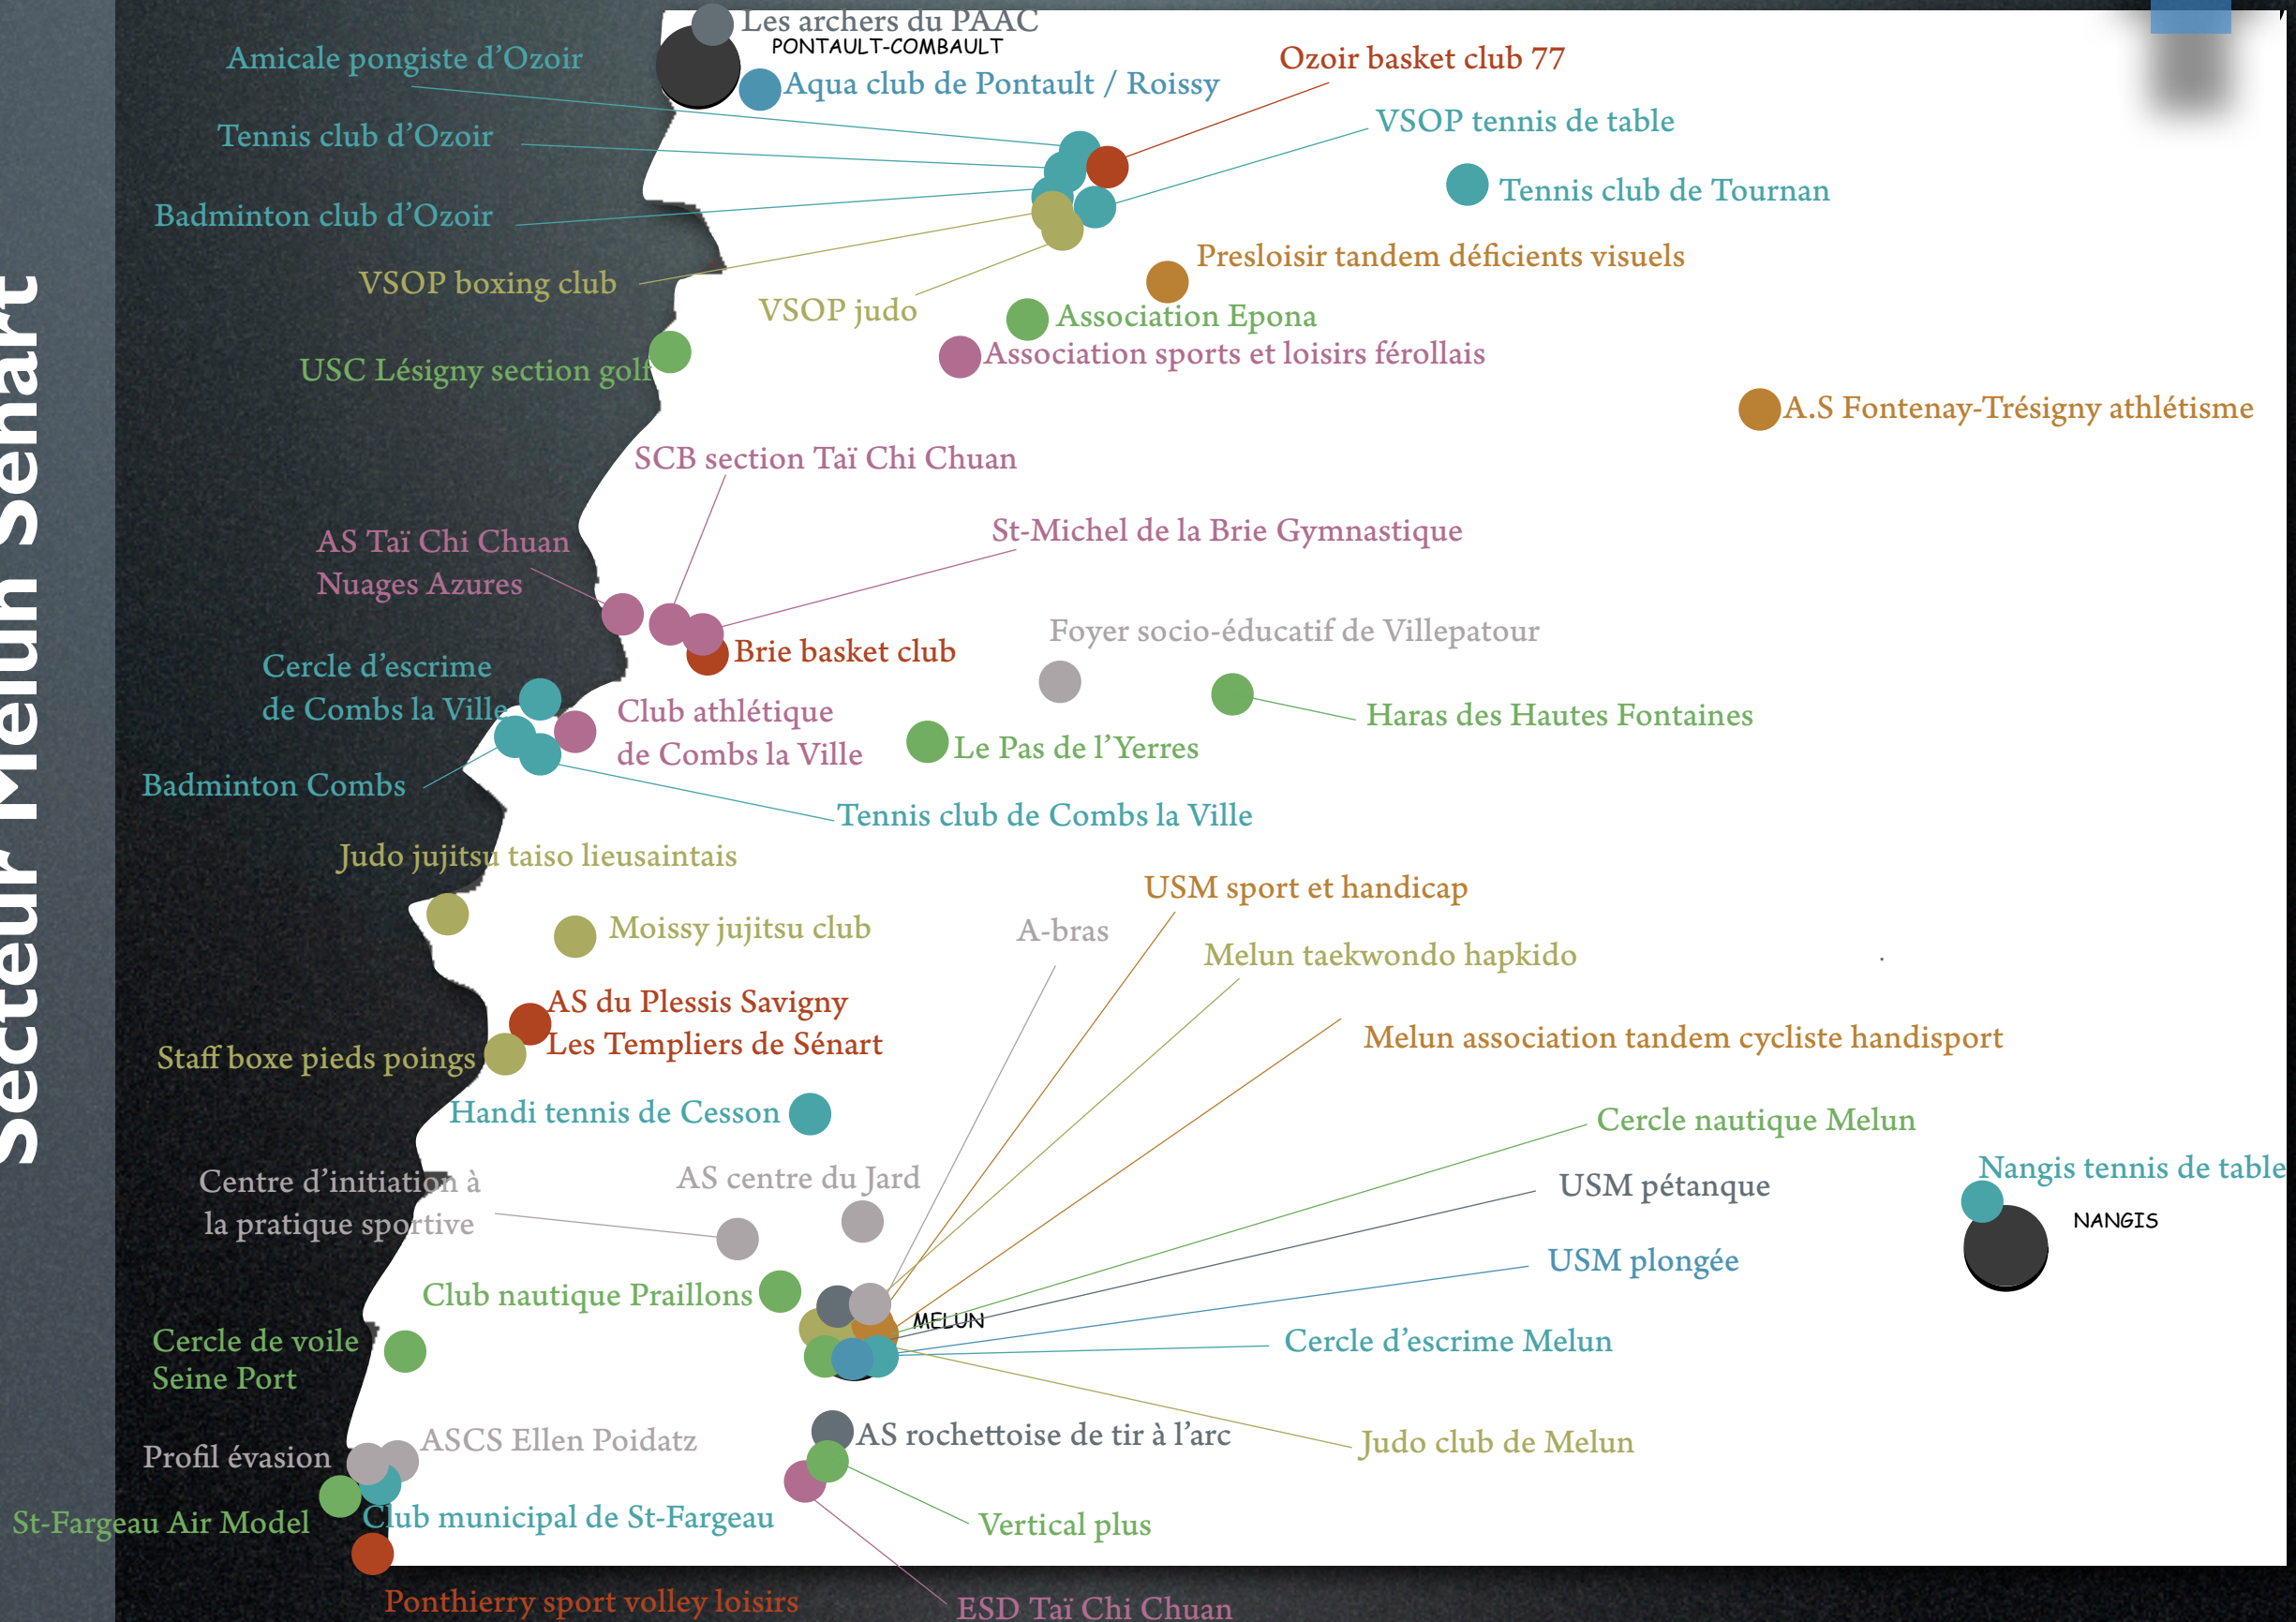 Secteur Melun Sénart
Les archers du PAAC
PONTAULT-COMBAULT
Amicale pongiste d’Ozoir
Ozoir basket club 77
Aqua club de Pontault / Roissy
VSOP tennis de table
Tennis club d’Ozoir
Tennis club de Tournan
Badminton club d’Ozoir
Presloisir tandem déficients visuels
VSOP boxing club
VSOP judo
Association Epona
Association sports et loisirs férollais
USC Lésigny section golf
A.S Fontenay-Trésigny athlétisme
SCB section Taï Chi Chuan
St-Michel de la Brie Gymnastique
AS Taï Chi Chuan
Nuages Azures
Foyer socio-éducatif de Villepatour
Brie basket club
Cercle d’escrime
de Combs la Ville
Club athlétique
de Combs la Ville
Haras des Hautes Fontaines
Le Pas de l’Yerres
Badminton Combs
Tennis club de Combs la Ville
Judo jujitsu taiso lieusaintais
USM sport et handicap
Moissy jujitsu club
A-bras
Melun taekwondo hapkido
AS du Plessis Savigny
Les Templiers de Sénart
Melun association tandem cycliste handisport
Staff boxe pieds poings
Handi tennis de Cesson
Cercle nautique Melun
Nangis tennis de table
Centre d’initiation à
la pratique sportive
AS centre du Jard
USM pétanque
NANGIS
USM plongée
Club nautique Praillons
MELUN
Cercle de voile
Seine Port
Cercle d’escrime Melun
ASCS Ellen Poidatz
AS rochettoise de tir à l’arc
Judo club de Melun
Profil évasion
St-Fargeau Air Model
Club municipal de St-Fargeau
Vertical plus
Ponthierry sport volley loisirs
ESD Taï Chi Chuan